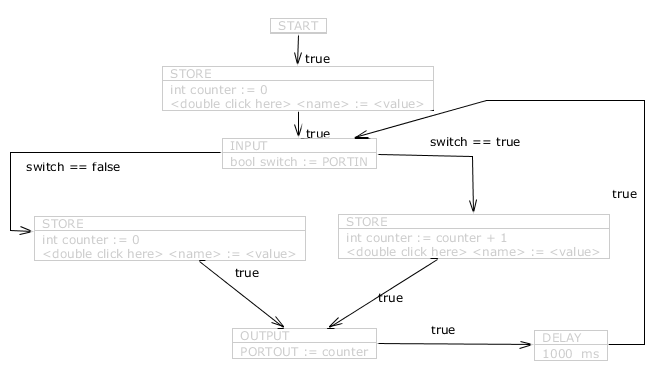 START
true
STORE
int counter := 0
<double click here> <name> := <value>
true
INPUT
bool switch := PORTIN
switch == false
switch == true
true
STORE
int counter := 0
<double click here> <name> := <value>
STORE
int counter := counter + 1
<double click here> <name> := <value>
true
true
OUTPUT
PORTOUT := counter
true
DELAY
1000 ms